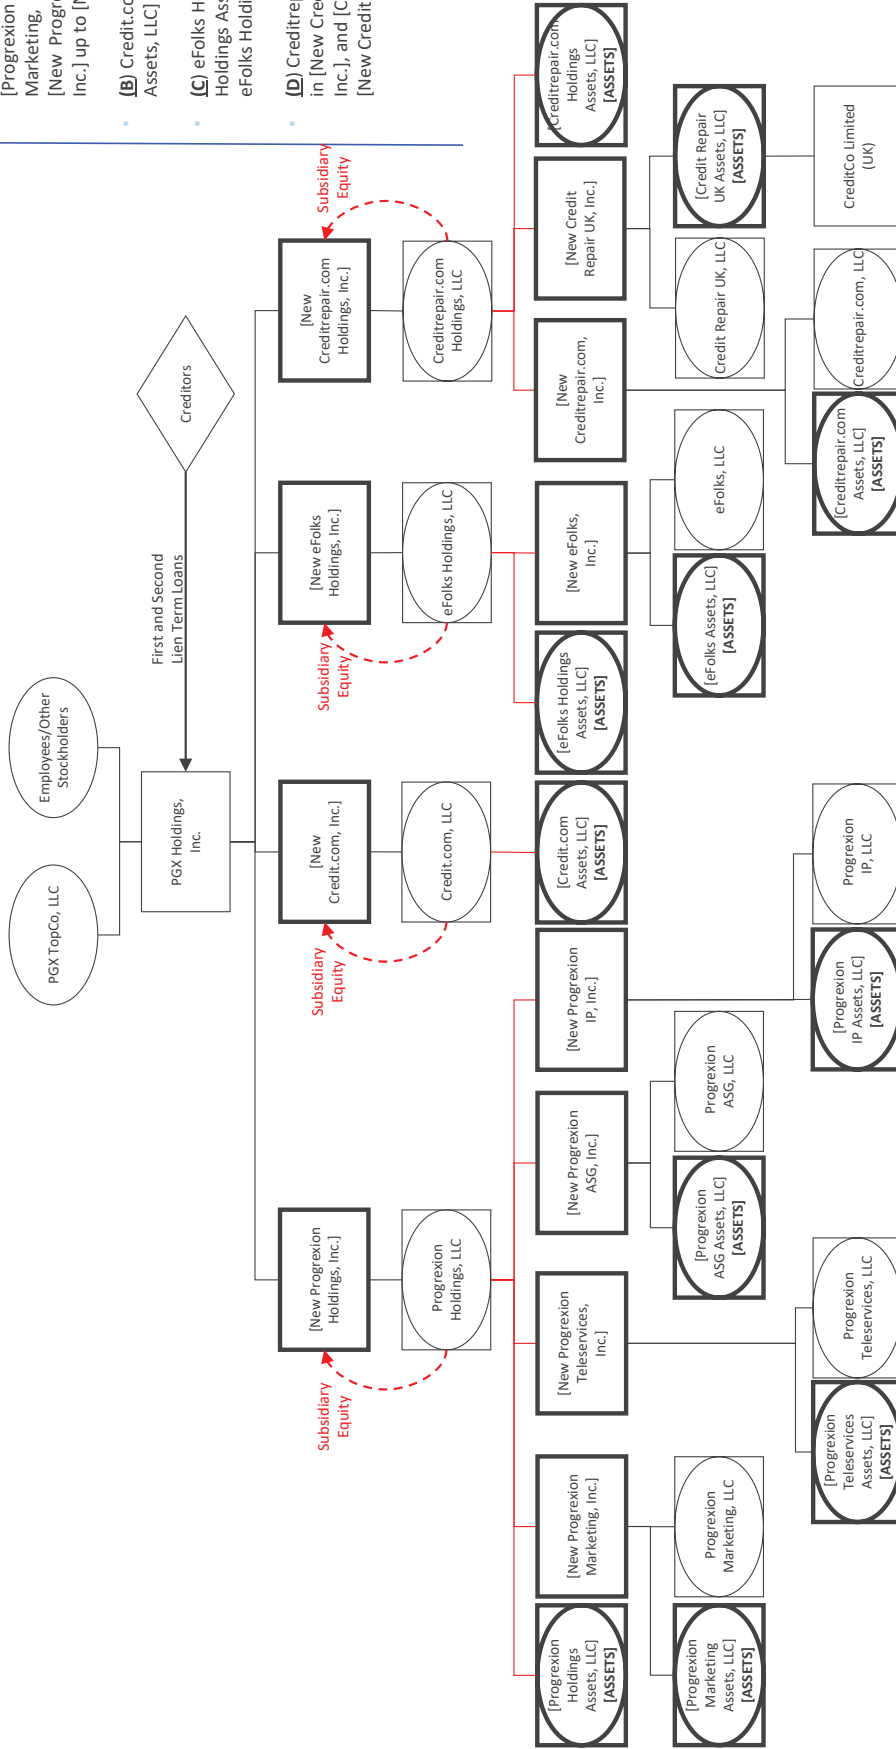 [Progrexion
Marketing,
[New Progre
Inc.] up to [N
(B) Credit.co
Assets, LLC]
(C) eFolks H
Holdings Ass
eFolks Holdi
(D) Creditrep
in [New Cred
Inc.], and [C
[New Credit
PGX TopCo, LLC
Employees/Other
Stockholders
PGX Holdings,
Inc.
First and Second
Lien Term Loans
Creditors
Subsidiary
Equity
[New Progrexion
Holdings, Inc.]
Subsidiary
Equity
[New
Credit.com, Inc.]
Subsidiary
Equity
[New eFolks
Holdings, Inc.]
[New
Creditrepair.com
Holdings, Inc.]
Subsidiary
Equity
Progrexion
Holdings, LLC
Credit.com, LLC
eFolks Holdings, LLC
Creditrepair.com
Holdings, LLC
[Progrexion
Holdings
Assets, LLC]
[ASSETS]
[New Progrexion
Marketing, Inc.]
[New Progrexion
Teleservices,
Inc.]
[New Progrexion
ASG, Inc.]
[New Progrexion
IP, Inc.]
[Credit.com
Assets, LLC]
[ASSETS]
[eFolks Holdings
Assets, LLC]
[ASSETS]
[New eFolks,
Inc.]
[New
Creditrepair.com,
Inc.]
[New Credit
Repair UK, Inc.]
[Creditrepair.com
Holdings
Assets, LLC]
[ASSETS]
[Progrexion
Marketing
Assets, LLC]
[ASSETS]
Progrexion
Marketing, LLC
[Progrexion
ASG Assets, LLC]
[ASSETS]
Progrexion
ASG, LLC
[eFolks Assets, LLC]
[ASSETS]
eFolks, LLC
Credit Repair UK, LLC
[Credit Repair
UK Assets, LLC]
[ASSETS]
[Progrexion
Teleservices
Assets, LLC]
[ASSETS]
Progrexion
Teleservices, LLC
[Progrexion
IP Assets, LLC]
[ASSETS]
Progrexion
IP, LLC
[Creditrepair.com
Assets, LLC]
[ASSETS]
Creditrepair.com, LLC
CreditCo Limited
(UK)